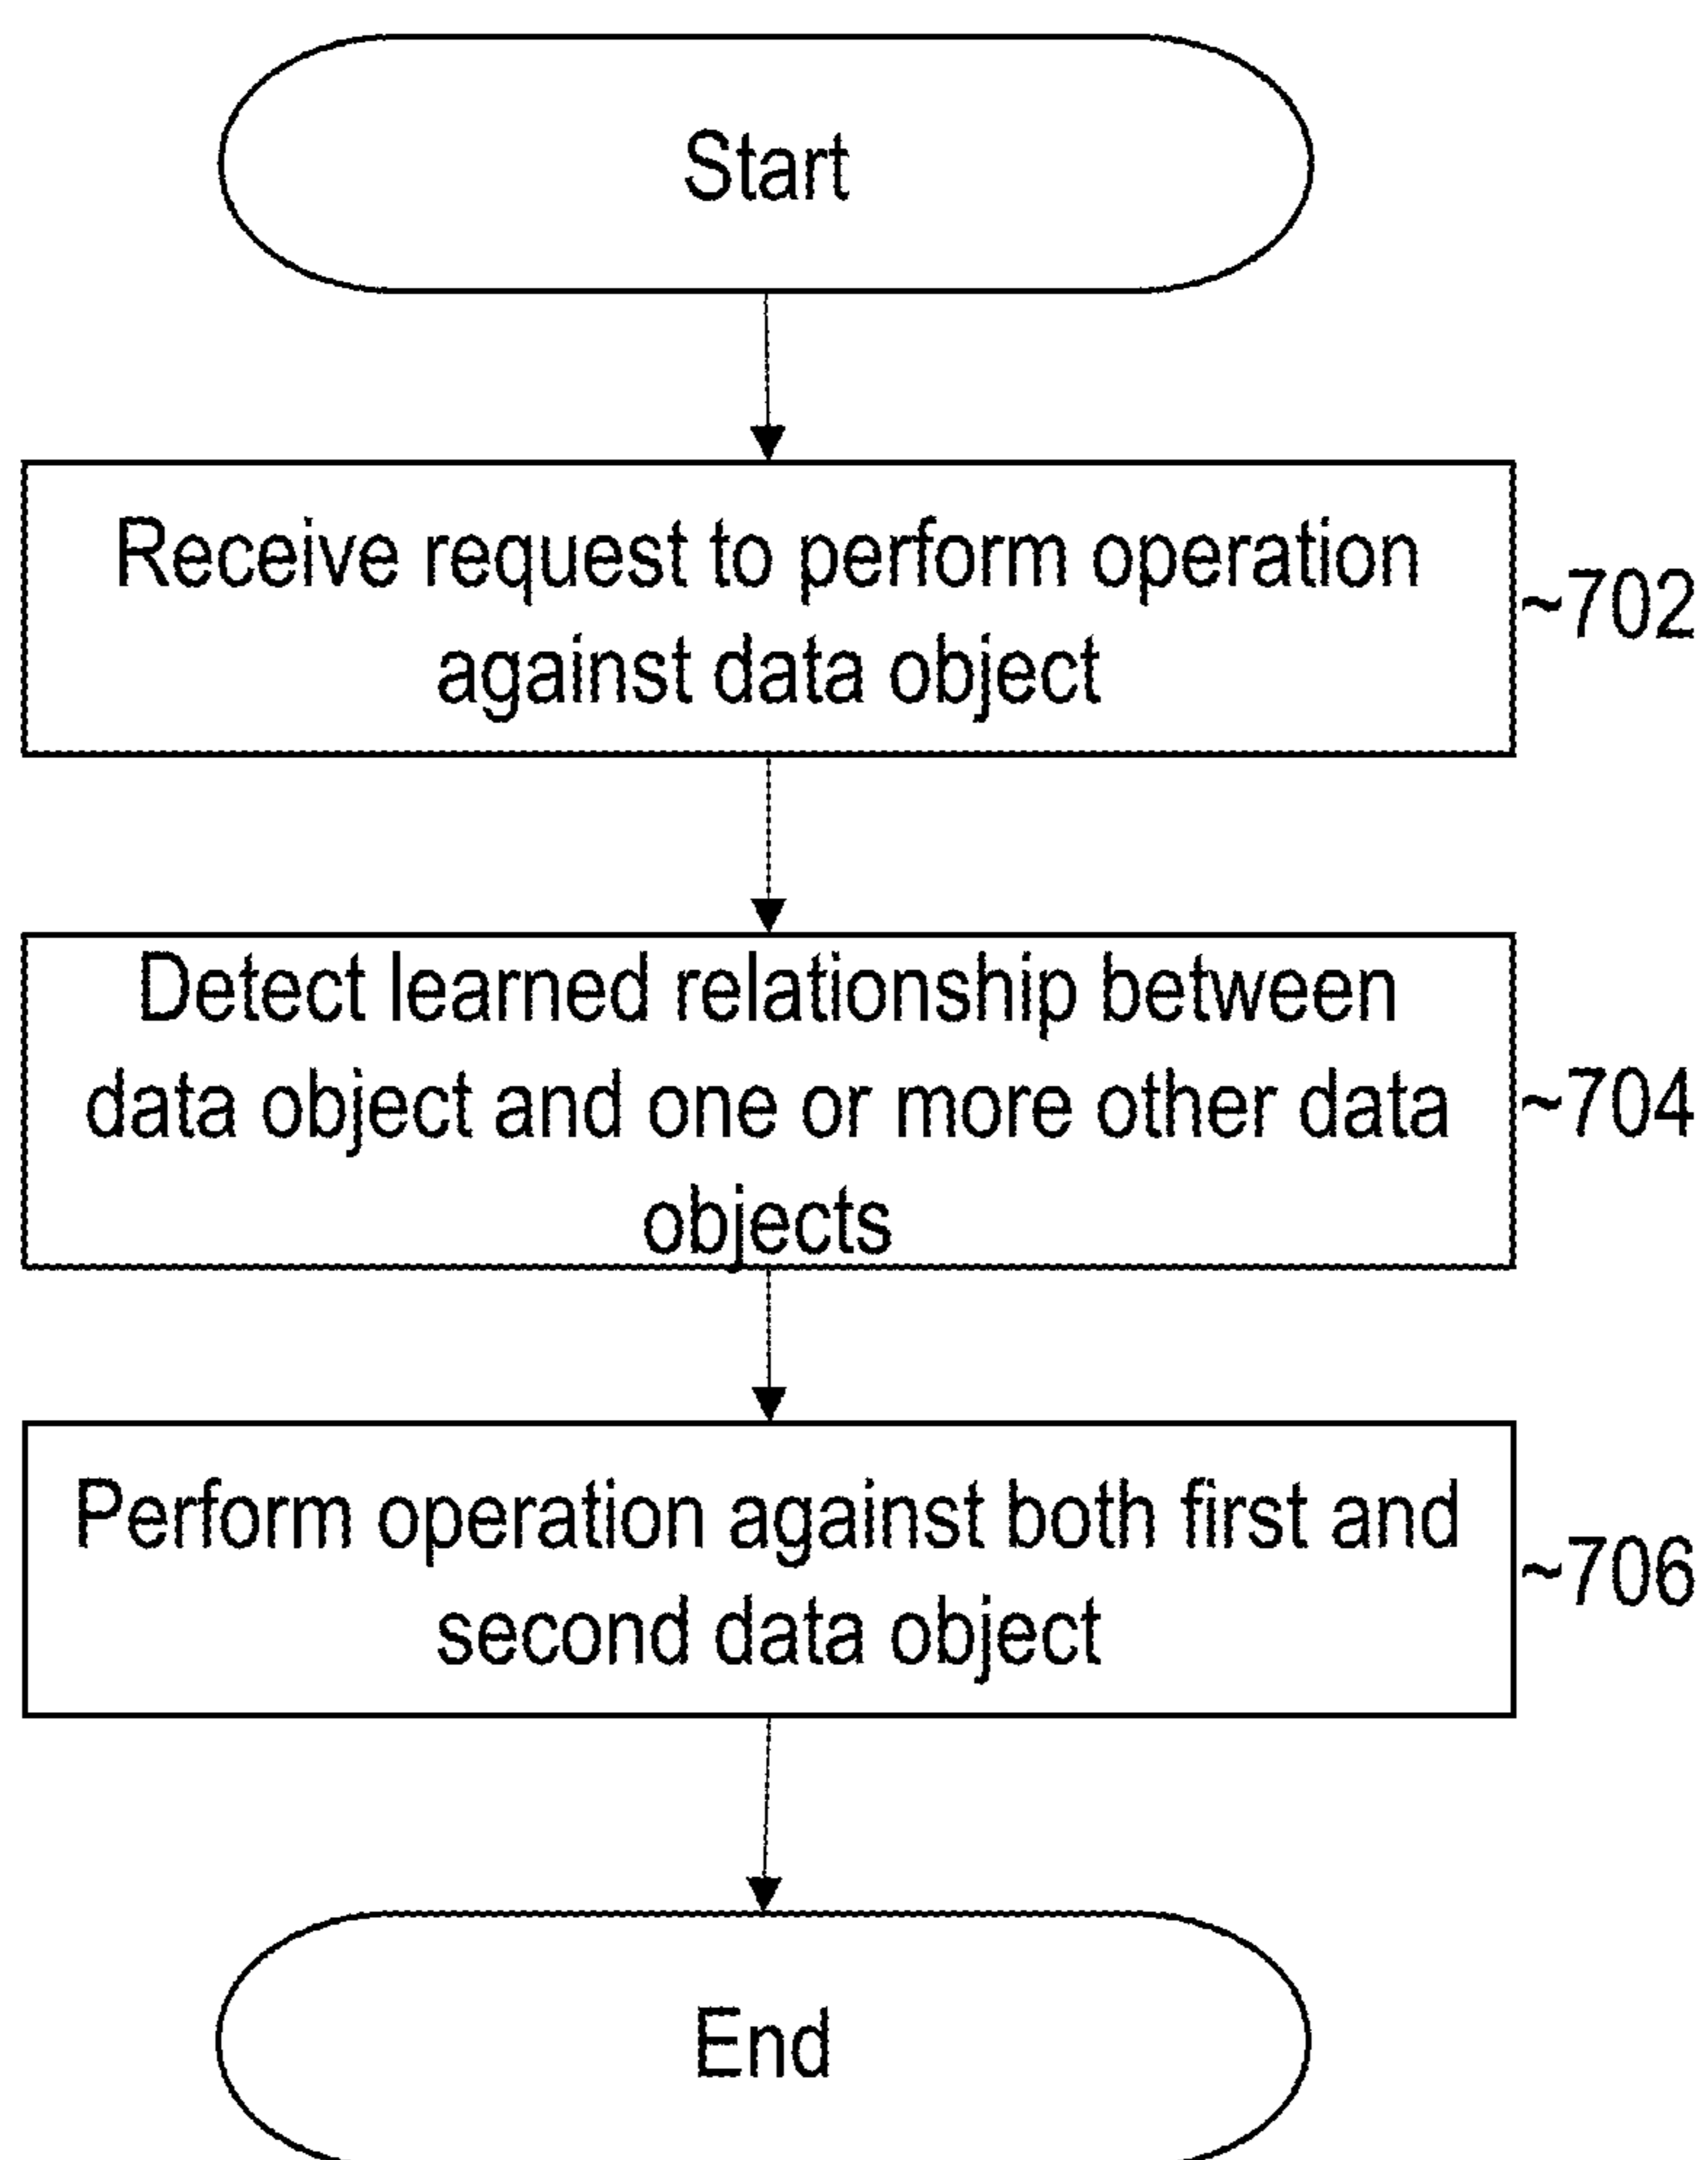 Start
Receive request to perform operation
against data object
~702
Detect learned relationship between
data object and one or more other data
objects
~704
Perform operation against both first and
second data object
~706
End